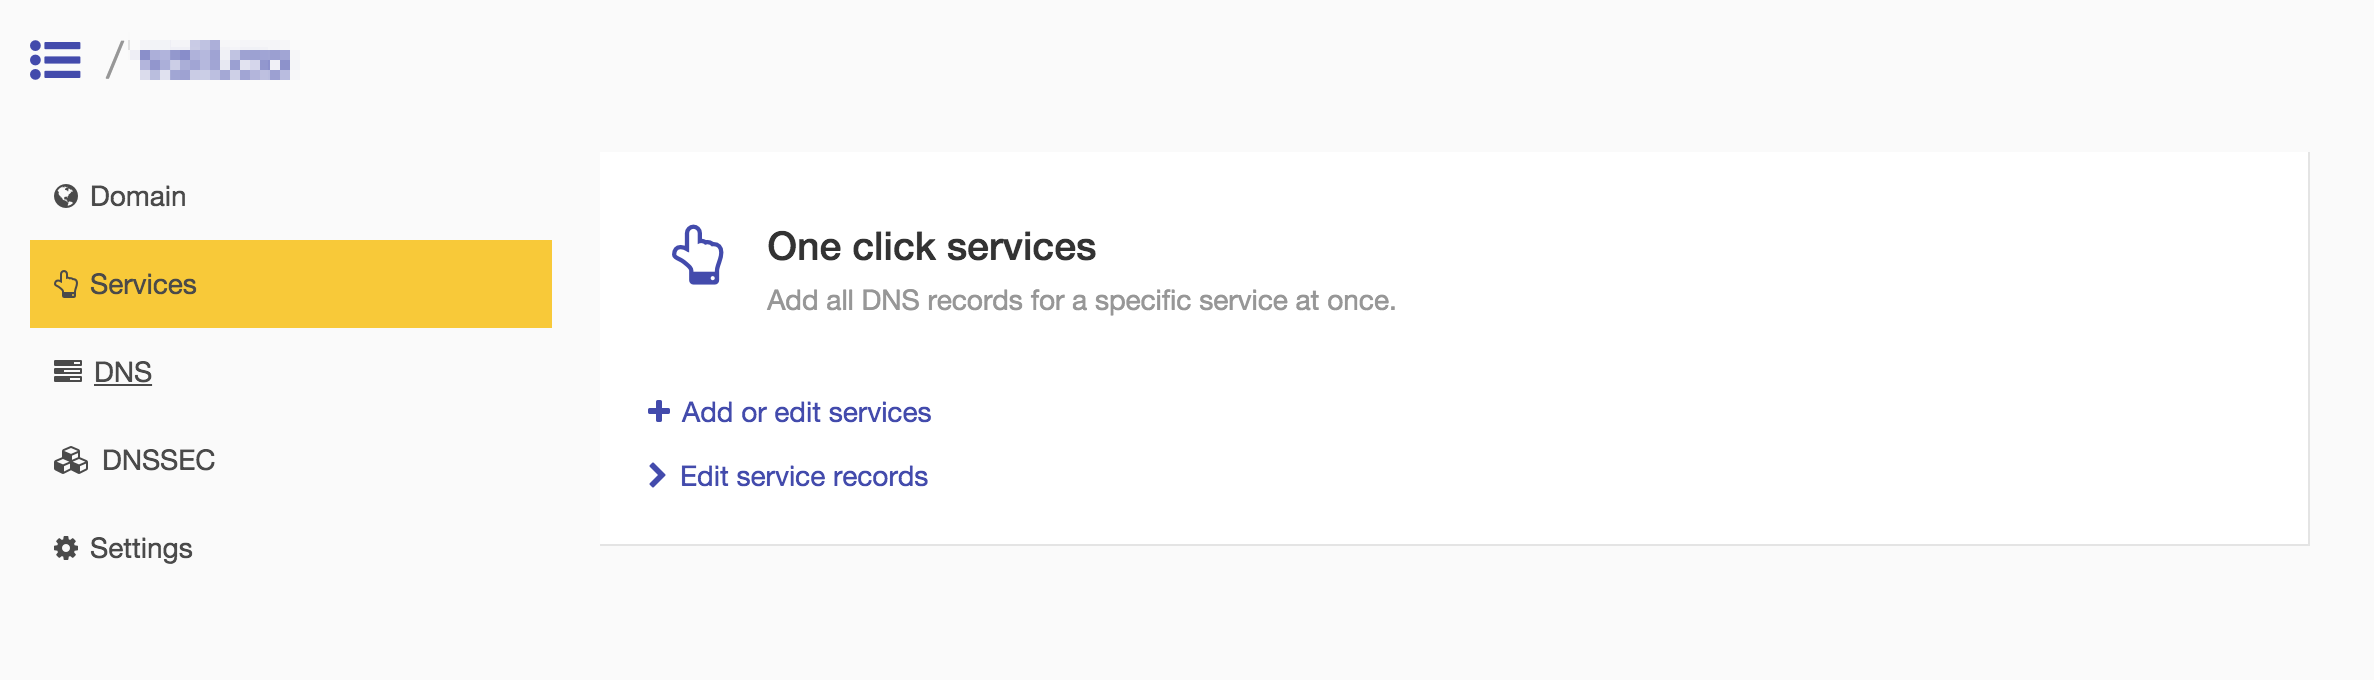 /
Domain
Services
DNS
DNSSEC
Settings
One click services
Add all DNS records for a specific service at once.
Add or edit services
Edit service records